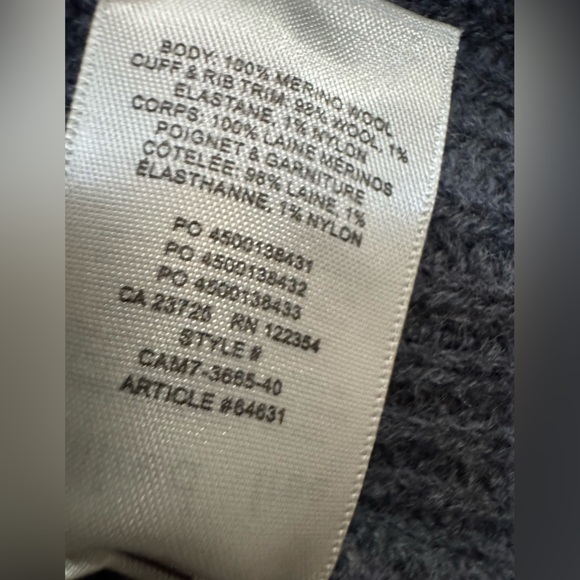 BODY: 100% MERINO WOOL
CUFF & RIB TRIM: 98% WOOL, 1%
ELASTANE, 1% NYLON
CORPS: 100% LAINE MÉRINOS
POIGNET & GARNITURE
CÔTELÉE: 98% LAINE, 1%
ÉLASTHANNE, 1% NYLON
PO 4500138431
PO 4500138432
PO 4500138433
CA 23725 RN 122354
STYLE #
CAM7-3665-40
ARTICLE #64631